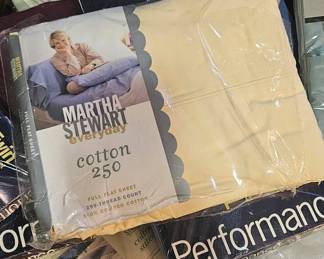 MARTHA
STEWART
everyday
cotton
250
FULL FLAT SHEET
250-THREAD COUNT
100% COMBED COTTON
Performanc